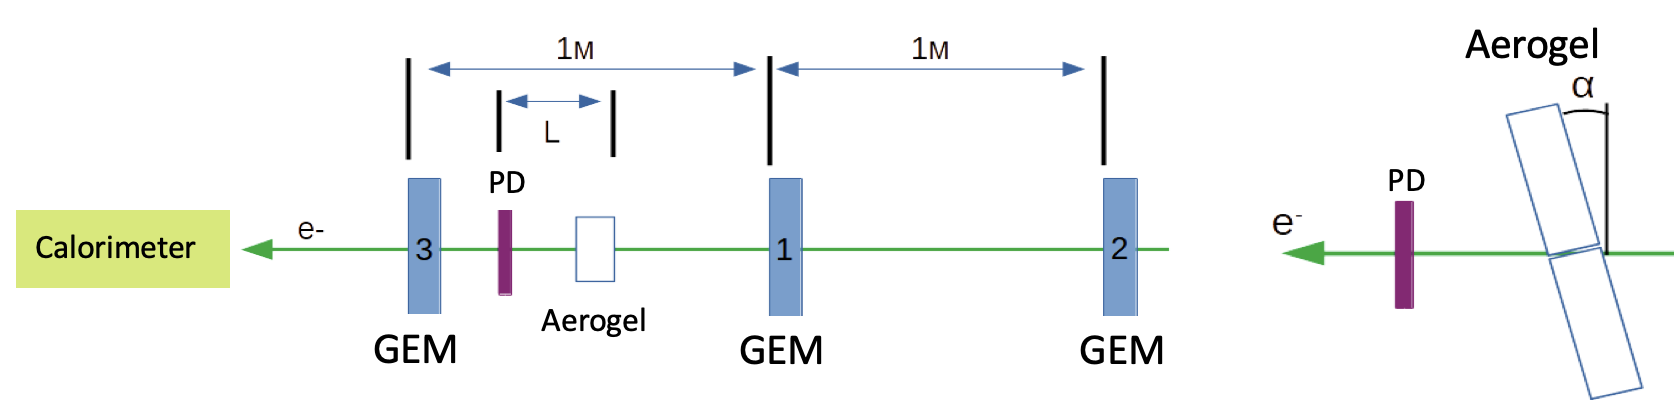 1м
1м
L
PD
e-
Calorimeter
3
1
2
Aerogel
GEM
GEM
GEM
Aerogel
α
PD
e-